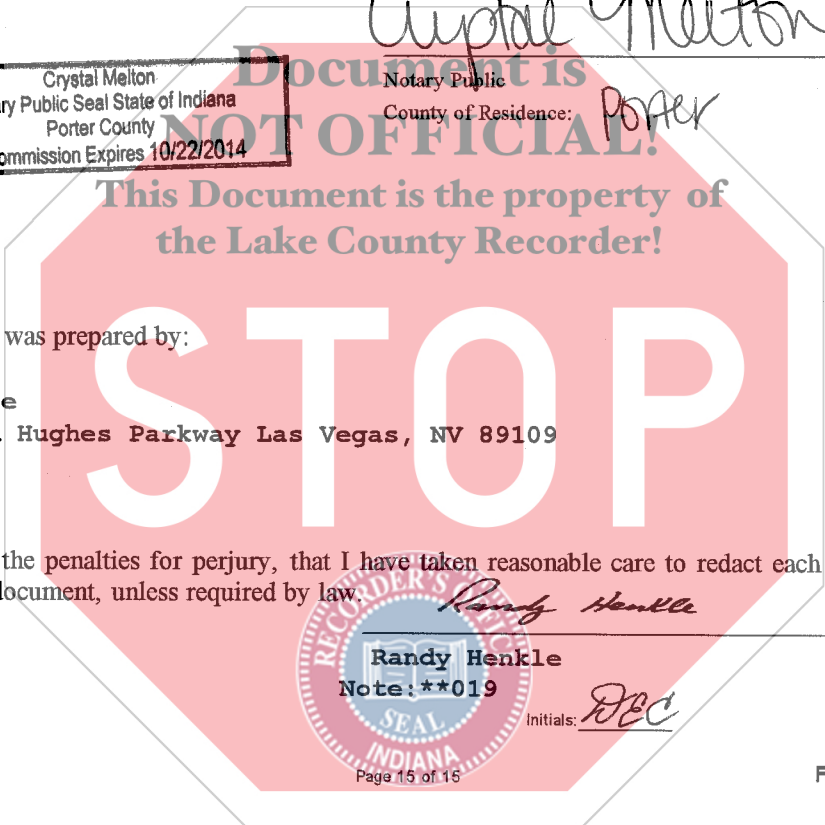 Crystal Melton
Document is
Notary Public
Crystal Melton
ry Public Seal State of Indiana
County of Residence: Porter
Porter County
NOT OFFICIAL!
ommission Expires 10/22/2014
This Document is the property of
the Lake County Recorder!
was prepared by:
STOP
e
. Hughes Parkway Las Vegas, NV 89109
the penalties for perjury, that I have taken reasonable care to redact each
document, unless required by law.
Randy Henkle
RECORDER'S OFFIC
Randy Henkle
Note:**019
SEAL
Initials: DEC
INDIANA
Page 15 of 15
F